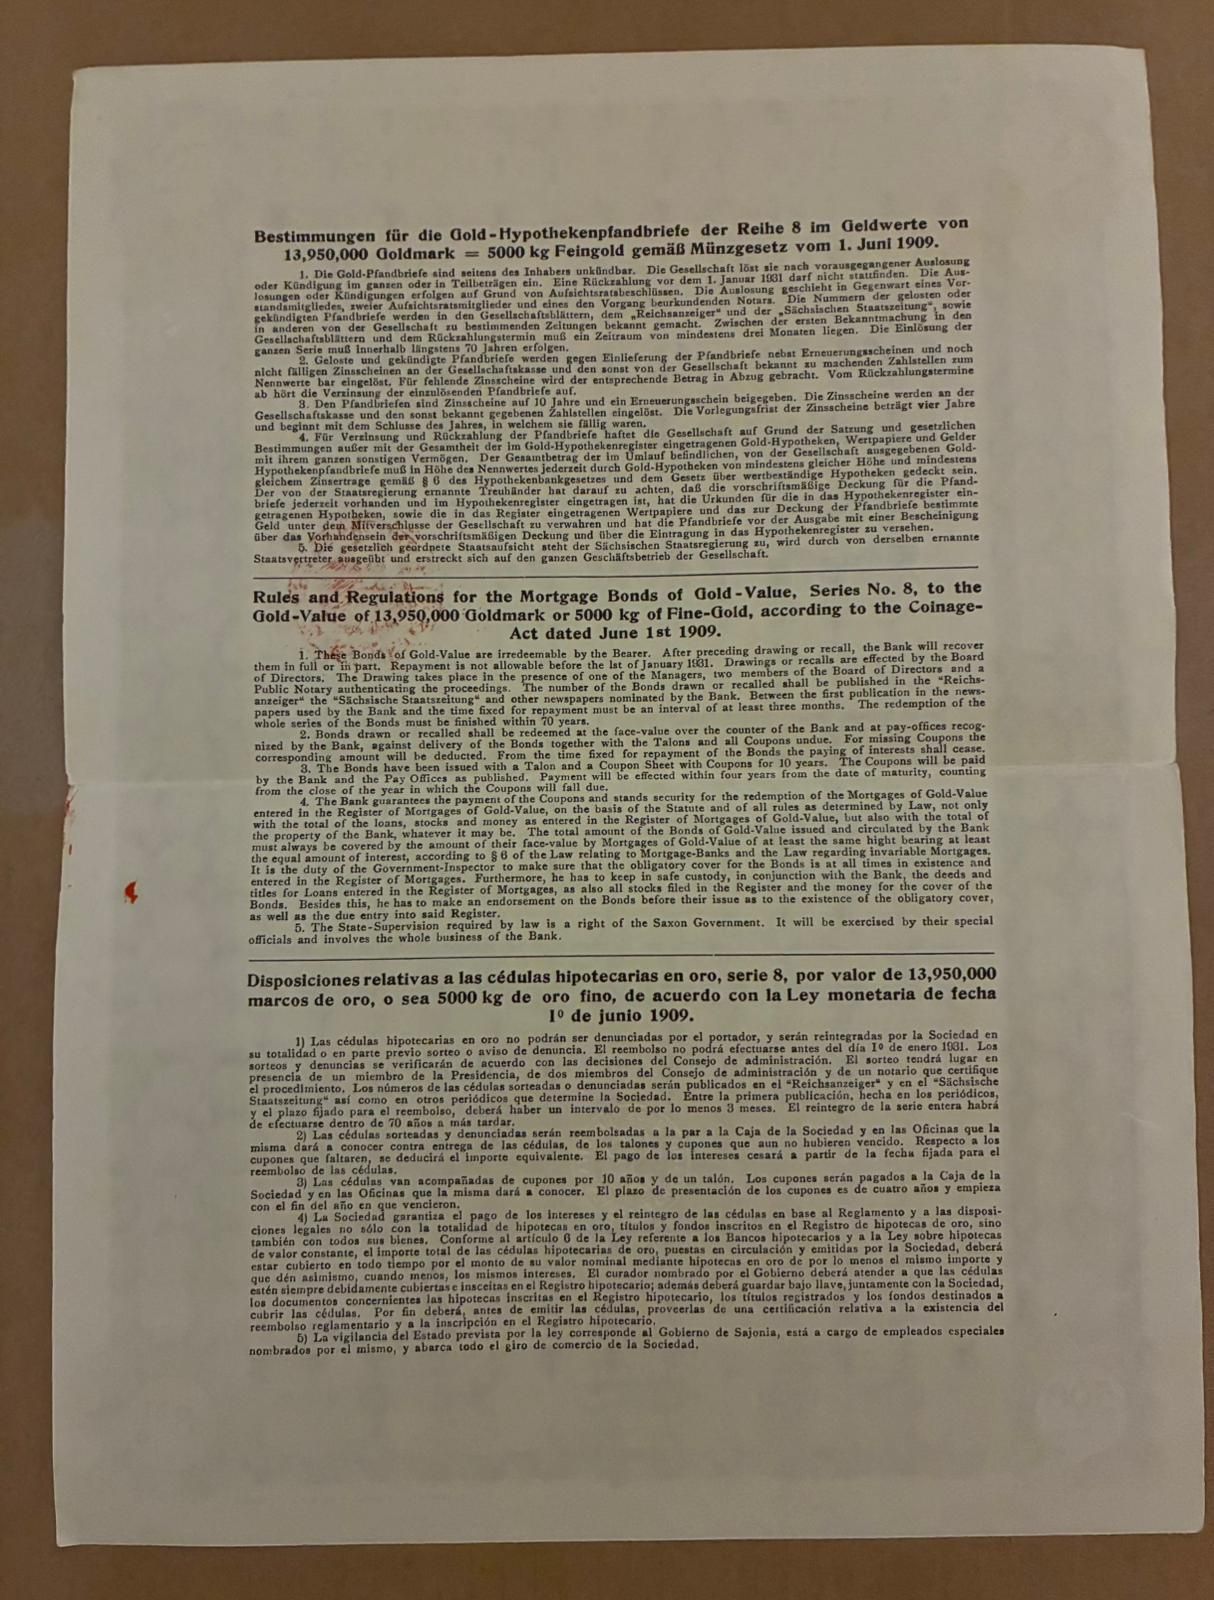 Bestimmungen für die Gold-Hypothekenpfandbriefe der Reihe 8 im Geldwerte von
13,950,000 Goldmark = 5000 kg Feingold gemäß Münzgesetz vom 1. Juni 1909.
1. Die Gold-Pfandbriefe sind seitens des Inhabers unkündbar. Die Gesellschaft löst sie nach vorausgegangener Auslosung
oder Kündigung im ganzen oder in Teilbeträgen ein. Eine Rückzahlung vor dem 1. Januar 1931 darf nicht stattfinden. Die Aus-
losungen oder Kündigungen erfolgen auf Grund von Aufsichtsratsbeschlüssen. Die Auslosung geschieht in Gegenwart eines Vor-
standsmitgliedes, zweier Aufsichtsratsmitglieder und eines den Vorgang beurkundenden Notars. Die Nummern der gelosten oder
gekündigten Pfandbriefe werden in den Gesellschaftsblättern, dem „Reichsanzeiger" und der „Sächsischen Staatszeitung", sowie
in anderen von der Gesellschaft zu bestimmenden Zeitungen bekannt gemacht. Zwischen der ersten Bekanntmachung in den
Gesellschaftsblättern und dem Rückzahlungstermin muß ein Zeitraum von mindestens drei Monaten liegen. Die Einlösung der
ganzen Serie muß innerhalb längstens 70 Jahren erfolgen.
2. Geloste und gekündigte Pfandbriefe werden gegen Einlieferung der Pfandbriefe nebst Erneuerungsscheinen und noch
nicht fälligen Zinsscheinen an der Gesellschaftskasse und den sonst von der Gesellschaft bekannt zu machenden Zahlstellen zum
Nennwerte bar eingelöst. Für fehlende Zinsscheine wird der entsprechende Betrag in Abzug gebracht. Vom Rückzahlungstermine
ab hört die Verzinsung der einzulösenden Pfandbriefe auf.
3. Den Pfandbriefen sind Zinsscheine auf 10 Jahre und ein Erneuerungsschein beigegeben. Die Zinsscheine werden an der
Gesellschaftskasse und den sonst bekannt gegebenen Zahlstellen eingelöst. Die Vorlegungsfrist der Zinsscheine beträgt vier Jahre
und beginnt mit dem Schlusse des Jahres, in welchem sie fällig waren.
4. Für Verzinsung und Rückzahlung der Pfandbriefe haftet die Gesellschaft auf Grund der Satzung und gesetzlichen
Bestimmungen außer mit der Gesamtheit der im Gold-Hypothekenregister eingetragenen Gold-Hypotheken, Wertpapiere und Gelder
mit ihrem ganzen sonstigen Vermögen. Der Gesamtbetrag der im Umlauf befindlichen, von der Gesellschaft ausgegebenen Gold-
Hypothekenpfandbriefe muß in Höhe des Nennwertes jederzeit durch Gold-Hypotheken von mindestens gleicher Höhe und mindestens
gleichem Zinsertrage gemäß § 6 des Hypothekenbankgesetzes und dem Gesetz über wertbeständige Hypotheken gedeckt sein.
Der von der Staatsregierung ernannte Treuhänder hat darauf zu achten, daß die vorschriftsmäßige Deckung für die Pfand-
briefe jederzeit vorhanden und im Hypothekenregister eingetragen ist, hat die Urkunden für die in das Hypothekenregister ein-
getragenen Hypotheken, sowie die in das Register eingetragenen Wertpapiere und das zur Deckung der Pfandbriefe bestimmte
Geld unter dem Mitverschlusse der Gesellschaft zu verwahren und hat die Pfandbriefe vor der Ausgabe mit einer Bescheinigung
über das Vorhandensein der vorschriftsmäßigen Deckung und über die Eintragung in das Hypothekenregister zu versehen.
5. Die gesetzlich geordnete Staatsaufsicht steht der Sächsischen Staatsregierung zu, wird durch von derselben ernannte
Staatsvertreter ausgeübt und erstreckt sich auf den ganzen Geschäftsbetrieb der Gesellschaft.
Rules and Regulations for the Mortgage Bonds of Gold-Value, Series No. 8, to the
Gold-Value of 13,950,000 Goldmark or 5000 kg of Fine-Gold, according to the Coinage-
Act dated June 1st 1909.
1. These Bonds of Gold-Value are irredeemable by the Bearer. After preceding drawing or recall, the Bank will recover
them in full or in part. Repayment is not allowable before the 1st of January 1931. Drawings or recalls are effected by the Board
of Directors. The Drawing takes place in the presence of one of the Managers, two members of the Board of Directors and a
Public Notary authenticating the proceedings. The number of the Bonds drawn or recalled shall be published in the "Reichs-
anzeiger" the "Sächsische Staatszeitung" and other newspapers nominated by the Bank. Between the first publication in the news-
papers used by the Bank and the time fixed for repayment must be an interval of at least three months. The redemption of the
whole series of the Bonds must be finished within 70 years.
2. Bonds drawn or recalled shall be redeemed at the face-value over the counter of the Bank and at pay-offices recog-
nized by the Bank, against delivery of the Bonds together with the Talons and all Coupons undue. For missing Coupons the
corresponding amount will be deducted. From the time fixed for repayment of the Bonds the paying of interests shall cease.
3. The Bonds have been issued with a Talon and a Coupon Sheet with Coupons for 10 years. The Coupons will be paid
by the Bank and the Pay Offices as published. Payment will be effected within four years from the date of maturity, counting
from the close of the year in which the Coupons will fall due.
4. The Bank guarantees the payment of the Coupons and stands security for the redemption of the Mortgages of Gold-Value
entered in the Register of Mortgages of Gold-Value, on the basis of the Statute and of all rules as determined by Law, not only
with the total of the loans, stocks and money as entered in the Register of Mortgages of Gold-Value, but also with the total of
the property of the Bank, whatever it may be. The total amount of the Bonds of Gold-Value issued and circulated by the Bank
must always be covered by the amount of their face-value by Mortgages of Gold-Value of at least the same hight bearing at least
the equal amount of interest, according to § 6 of the Law relating to Mortgage-Banks and the Law regarding invariable Mortgages.
It is the duty of the Government-Inspector to make sure that the obligatory cover for the Bonds is at all times in existence and
entered in the Register of Mortgages. Furthermore, he has to keep in safe custody, in conjunction with the Bank, the deeds and
titles for Loans entered in the Register of Mortgages, as also all stocks filed in the Register and the money for the cover of the
Bonds. Besides this, he has to make an endorsement on the Bonds before their issue as to the existence of the obligatory cover,
as well as the due entry into said Register.
5. The State-Supervision required by law is a right of the Saxon Government. It will be exercised by their special
officials and involves the whole business of the Bank.
Disposiciones relativas a las cédulas hipotecarias en oro, serie 8, por valor de 13,950,000
marcos de oro, o sea 5000 kg de oro fino, de acuerdo con la Ley monetaria de fecha
1º de junio 1909.
1) Las cédulas hipotecarias en oro no podrán ser denunciadas por el portador, y serán reintegradas por la Sociedad en
su totalidad o en parte previo sorteo o aviso de denuncia. El reembolso no podrá efectuarse antes del día 1º de enero 1931. Los
sorteos y denuncias se verificarán de acuerdo con las decisiones del Consejo de administración. El sorteo tendrá lugar en
presencia de un miembro de la Presidencia, de dos miembros del Consejo de administración y de un notario que certifique
el procedimiento. Los números de las cédulas sorteadas o denunciadas serán publicados en el "Reichsanzeiger" y en el "Sächsische
Staatszeitung" así como en otros periódicos que determine la Sociedad. Entre la primera publicación, hecha en los periódicos,
y el plazo fijado para el reembolso, deberá haber un intervalo de por lo menos 3 meses. El reintegro de la serie entera habrá
de efectuarse dentro de 70 años a más tardar.
2) Las cédulas sorteadas y denunciadas serán reembolsadas a la par a la Caja de la Sociedad y en las Oficinas que la
misma dará a conocer contra entrega de las cédulas, de los talones y cupones que aun no hubieren vencido. Respecto a los
cupones que faltaren, se deducirá el importe equivalente. El pago de los intereses cesará a partir de la fecha fijada para el
reembolso de las cédulas.
3) Las cédulas van acompañadas de cupones por 10 años y de un talón. Los cupones serán pagados a la Caja de la
Sociedad y en las Oficinas que la misma dará a conocer. El plazo de presentación de los cupones es de cuatro años y empieza
con el fin del año en que vencieron.
4) La Sociedad garantiza el pago de los intereses y el reintegro de las cédulas en base al Reglamento y a las disposi-
ciones legales no sólo con la totalidad de hipotecas en oro, títulos y fondos inscritos en el Registro de hipotecas de oro, sino
también con todos sus bienes. Conforme al artículo 6 de la Ley referente a los Bancos hipotecarios y a la Ley sobre hipotecas
de valor constante, el importe total de las cédulas hipotecarias de oro, puestas en circulación y emitidas por la Sociedad, deberá
estar cubierto en todo tiempo por el monto de su valor nominal mediante hipotecas en oro de por lo menos el mismo importe y
que dén asimismo, cuando menos, los mismos intereses. El curador nombrado por el Gobierno deberá atender a que las cédulas
estén siempre debidamente cubiertas e inscritas en el Registro hipotecario; además deberá guardar bajo llave, juntamente con la Sociedad,
los documentos concernientes las hipotecas inscritas en el Registro hipotecario, los títulos registrados y los fondos destinados a
cubrir las cédulas. Por fin deberá, antes de emitir las cédulas, proveerlas de una certificación relativa a la existencia del
reembolso reglamentario y a la inscripción en el Registro hipotecario.
5) La vigilancia del Estado prevista por la ley corresponde al Gobierno de Sajonia, está a cargo de empleados especiales
nombrados por el mismo, y abarca todo el giro de comercio de la Sociedad.